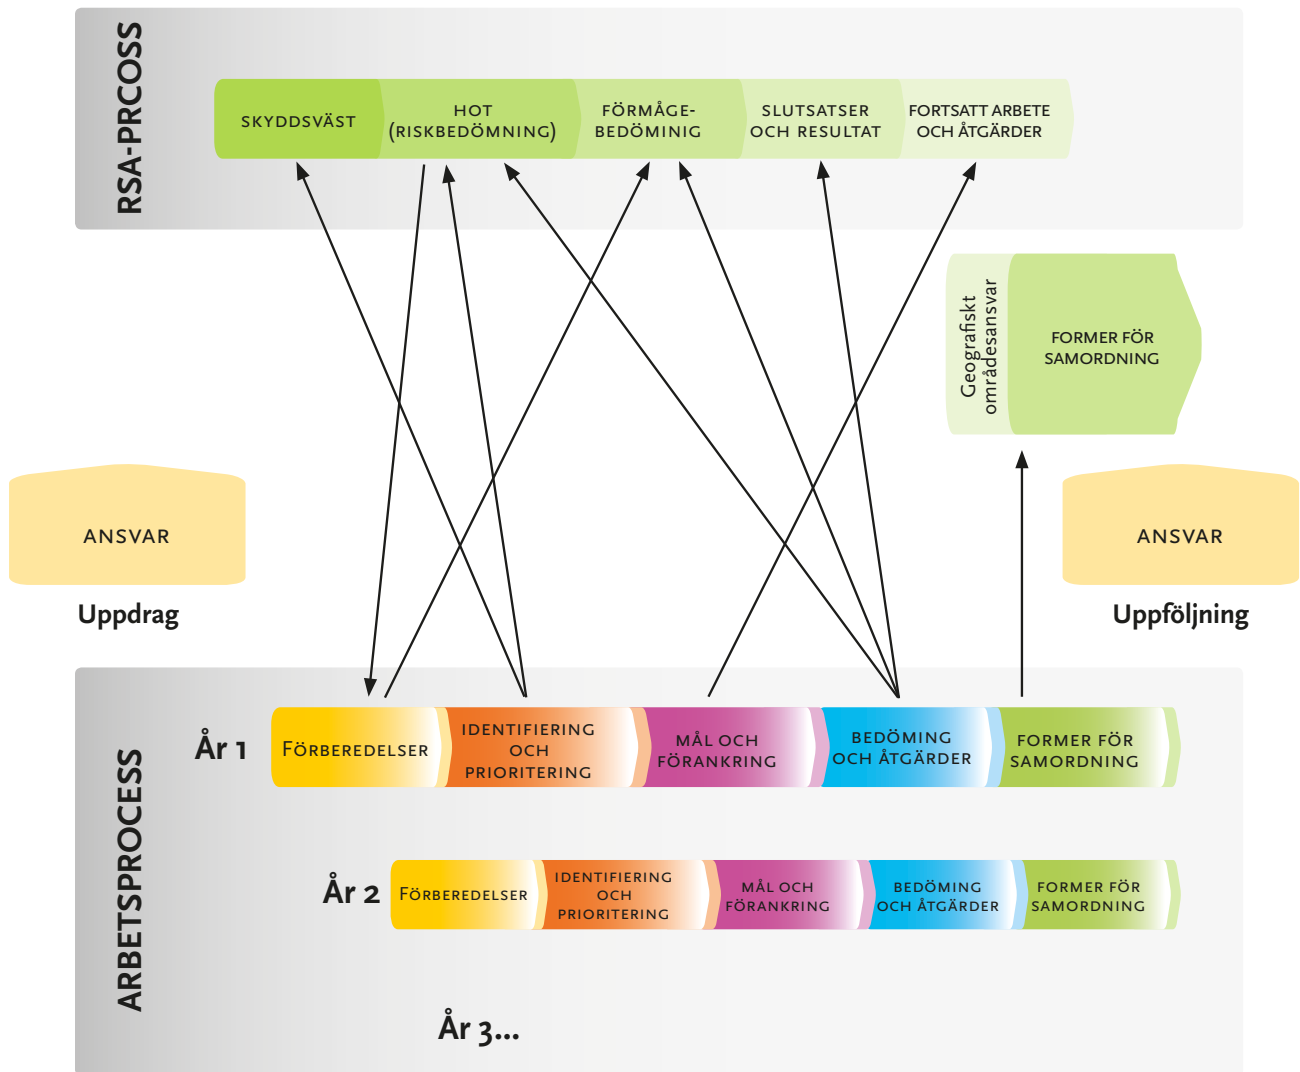 RSA-PRCOSS
SKYDDSVÄST
HOT
(RISKBEDÖMNING)
FÖRMÅGE-
BEDÖMINIG
SLUTSATSER
OCH RESULTAT
FORTSATT ARBETE
OCH ÅTGÄRDER
Geografiskt
områdesansvar
FORMER FÖR
SAMORDNING
ANSVAR
Uppdrag
ANSVAR
Uppföljning
ARBETSPROCESS
År 1
FÖRBEREDELSER
IDENTIFIERING
OCH
PRIORITERING
MÅL OCH
FÖRANKRING
BEDÖMING
OCH ÅTGÄRDER
FORMER FÖR
SAMORDNING
År 2
FÖRBEREDELSER
IDENTIFIERING
OCH
PRIORITERING
MÅL OCH
FÖRANKRING
BEDÖMING
OCH ÅTGÄRDER
FORMER FÖR
SAMORDNING
År 3...